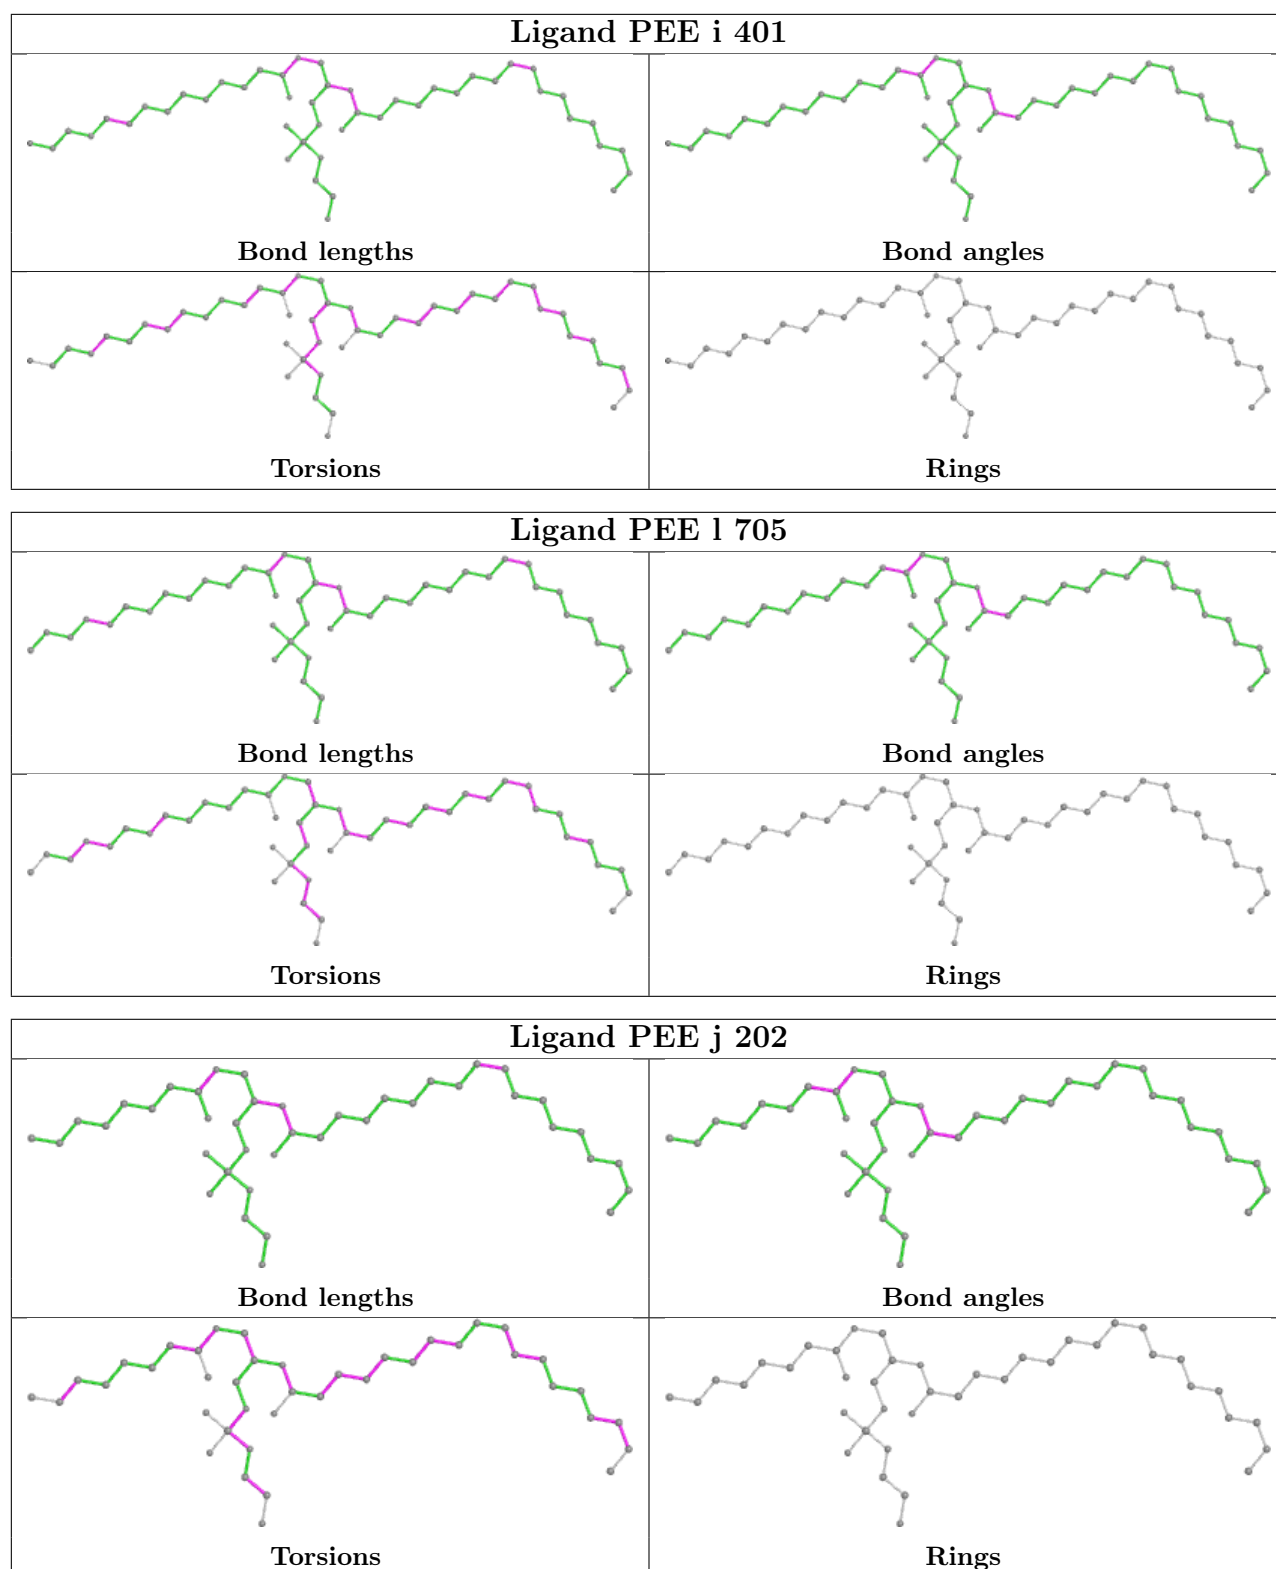 Ligand PEE i 401
Bond lengths
Bond angles
Torsions
Rings
Ligand PEE l 705
Bond lengths
Bond angles
Torsions
Rings
Ligand PEE j 202
Bond lengths
Bond angles
Torsions
Rings